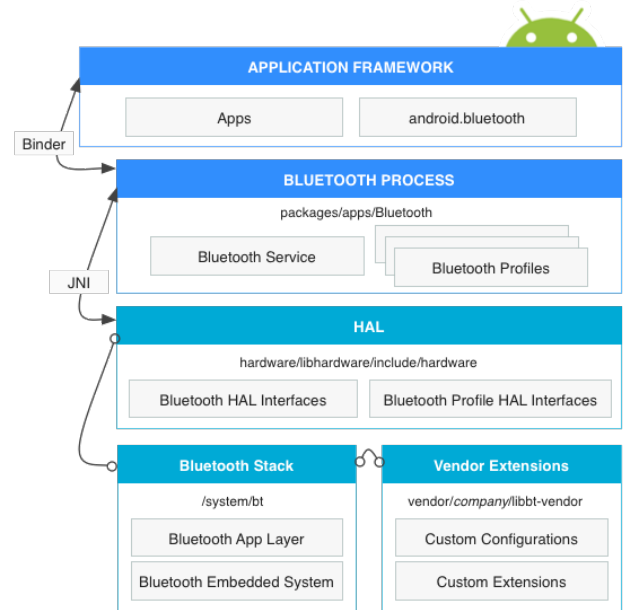 APPLICATION FRAMEWORK
Apps
android.bluetooth
Binder
BLUETOOTH PROCESS
packages/apps/Bluetooth
Bluetooth Service
Bluetooth Profiles
JNI
HAL
hardware/libhardware/include/hardware
Bluetooth HAL Interfaces
Bluetooth Profile HAL Interfaces
Bluetooth Stack
/system/bt
Bluetooth App Layer
Bluetooth Embedded System
Vendor Extensions
vendor/company/libbt-vendor
Custom Configurations
Custom Extensions